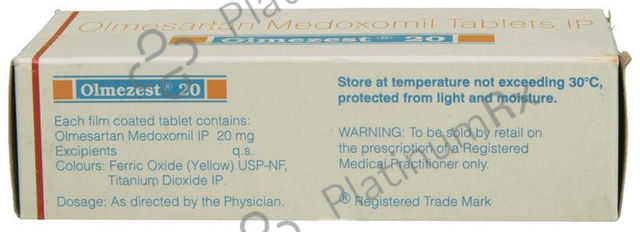 Olmesartan Medoxomil Tablets IP
Olmezest® 20
Olmezest® 20
Each film coated tablet contains:
Olmesartan Medoxomil IP 20 mg
Excipients q.s.
Colours: Ferric Oxide (Yellow) USP-NF,
Titanium Dioxide IP.
Dosage: As directed by the Physician.
Store at temperature not exceeding 30°C,
protected from light and moisture.
WARNING: To be sold by retail on
the prescription of a Registered
Medical Practitioner only.
® Registered Trade Mark
PlatinumRx